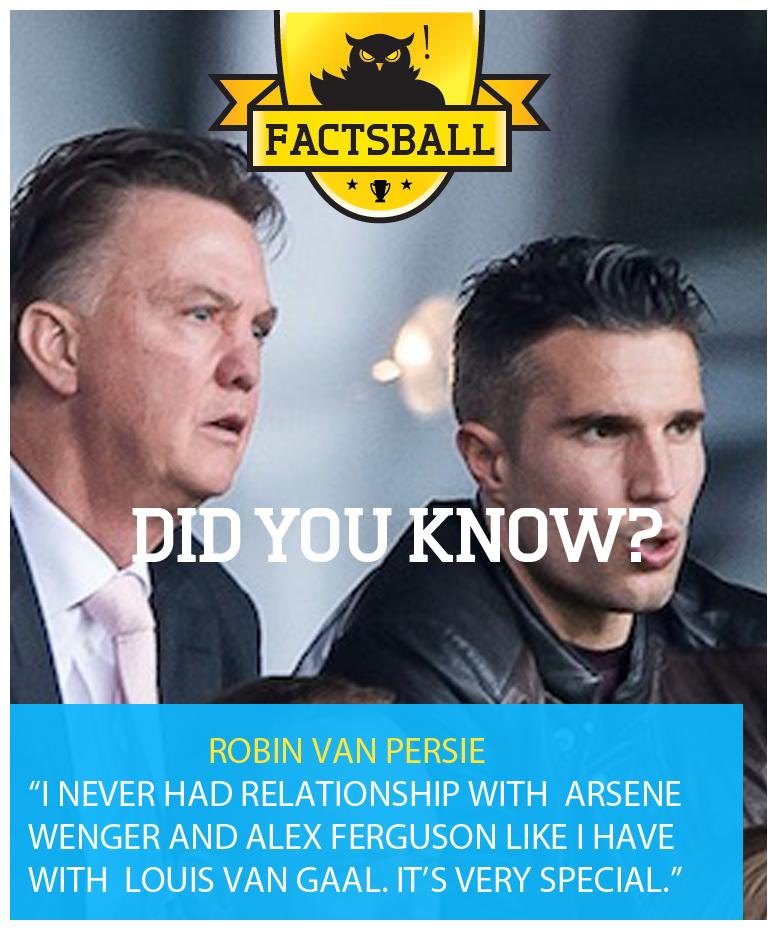 !
FACTSBALL
DID YOU KNOW?
ROBIN VAN PERSIE
“I NEVER HAD RELATIONSHIP WITH ARSENE
WENGER AND ALEX FERGUSON LIKE I HAVE
WITH LOUIS VAN GAAL. IT’S VERY SPECIAL.”